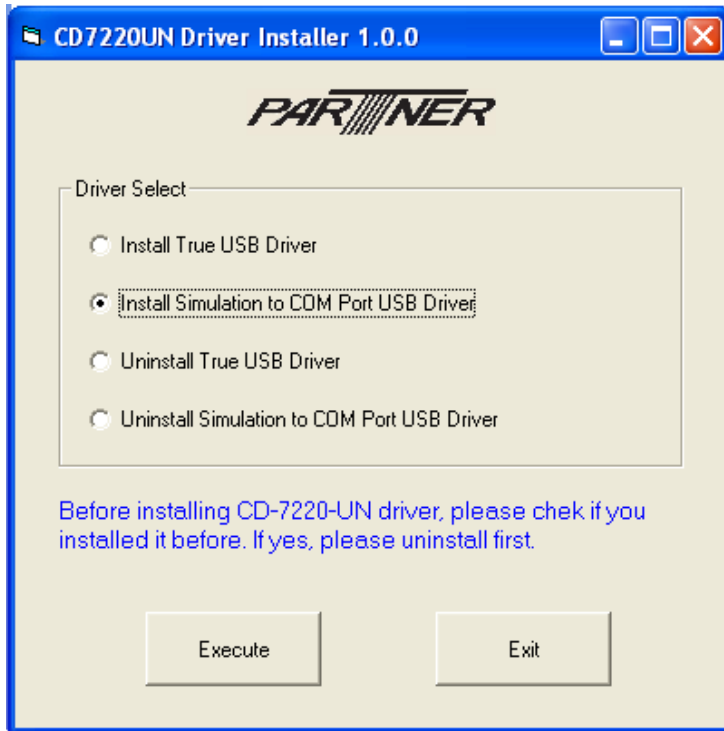 CD7220UN Driver Installer 1.0.0
PARTNER
Driver Select
Install True USB Driver
Install Simulation to COM Port USB Driver
Uninstall True USB Driver
Uninstall Simulation to COM Port USB Driver
Before installing CD-7220-UN driver, please chek if you
installed it before. If yes, please uninstall first.
Execute
Exit